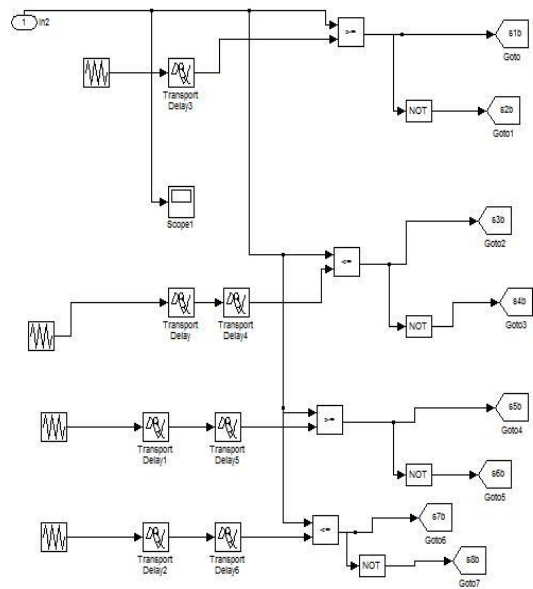 1
In2
>=
s1b
Goto
Transport
Delay3
NOT
s2b
Goto1
Scope1
s3b
Goto2
<=
Transport
Delay
Transport
Delay4
NOT
s4b
Goto3
>=
s5b
Goto4
Transport
Delay1
Transport
Delay5
NOT
s6b
Goto5
s7b
Goto6
<=
Transport
Delay2
Transport
Delay6
NOT
s8b
Goto7